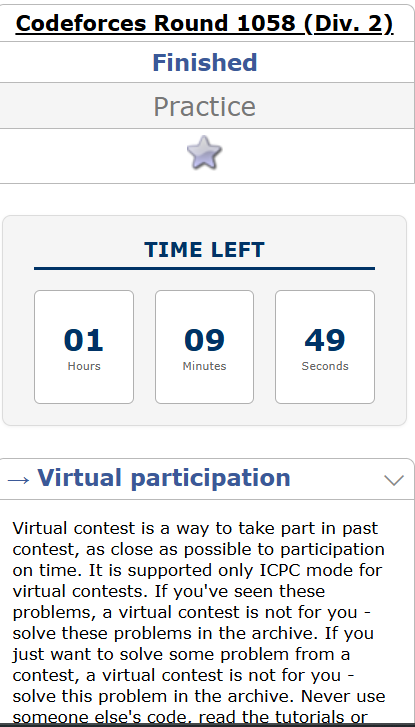 Codeforces Round 1058 (Div. 2)
Finished
Practice
TIME LEFT
01 09 49
Hours Minutes Seconds
→ Virtual participation
Virtual contest is a way to take part in past
contest, as close as possible to participation
on time. It is supported only ICPC mode for
virtual contests. If you've seen these
problems, a virtual contest is not for you -
solve these problems in the archive. If you
just want to solve some problem from a
contest, a virtual contest is not for you -
solve this problem in the archive. Never use
someone else's code, read the tutorials or